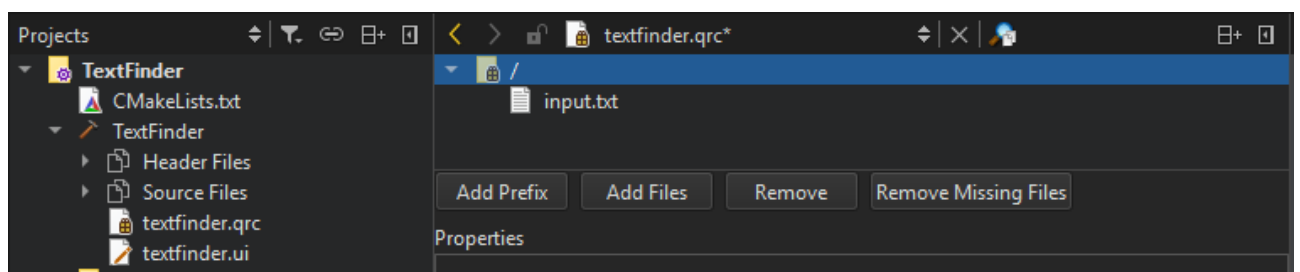 Projects
textfinder.qrc*
TextFinder
CMakeLists.txt
TextFinder
Header Files
Source Files
textfinder.qrc
textfinder.ui
/
input.txt
Add Prefix
Add Files
Remove
Remove Missing Files
Properties